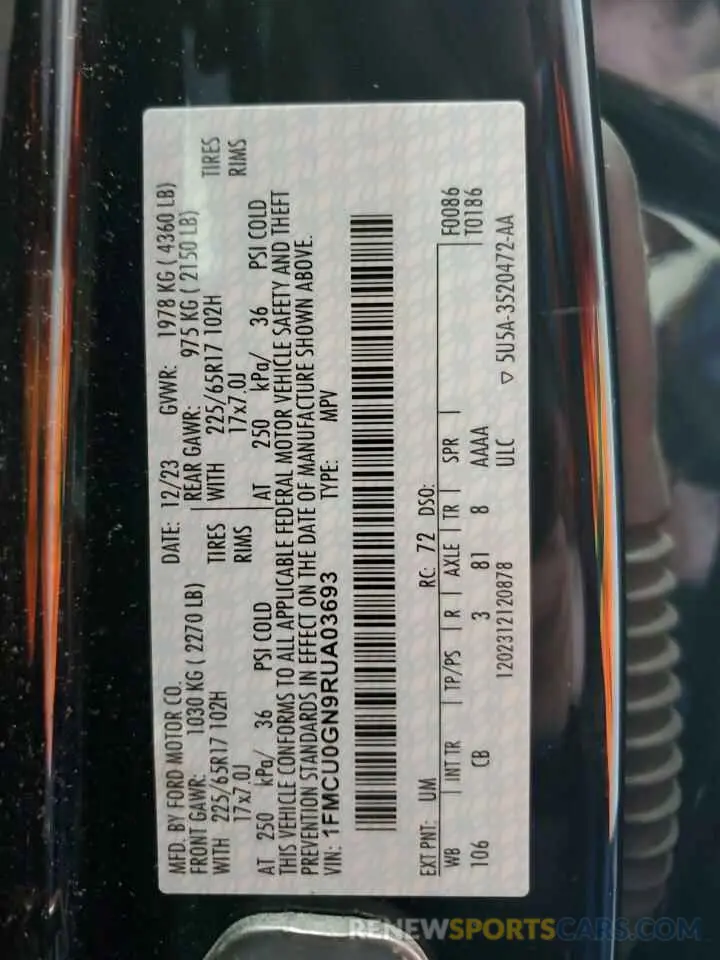 MFD. BY FORD MOTOR CO.
DATE: 12/23 GVWR: 1978 KG ( 4360 LB)
FRONT GAWR: 1030 KG ( 2270 LB) REAR GAWR: 975 KG ( 2150 LB)
WITH 225/65R17 102H TIRES WITH 225/65R17 102H TIRES
17x7.0J RIMS 17x7.0J RIMS
AT 250 kPa/ 36 PSI COLD AT 250 kPa/ 36 PSI COLD
THIS VEHICLE CONFORMS TO ALL APPLICABLE FEDERAL MOTOR VEHICLE SAFETY AND THEFT
PREVENTION STANDARDS IN EFFECT ON THE DATE OF MANUFACTURE SHOWN ABOVE.
VIN: 1FMCU0GN9RUA03693 TYPE: MPV
EXT PNT: UM RC: 72 DSO: F0086
WB INT TR TP/PS R AXLE TR SPR T0186
106 CB 3 81 8 AAAA
ULC
1202312120878 ▽ 5U5A-3520472-AA
RENEWSPORTSCARS.COM